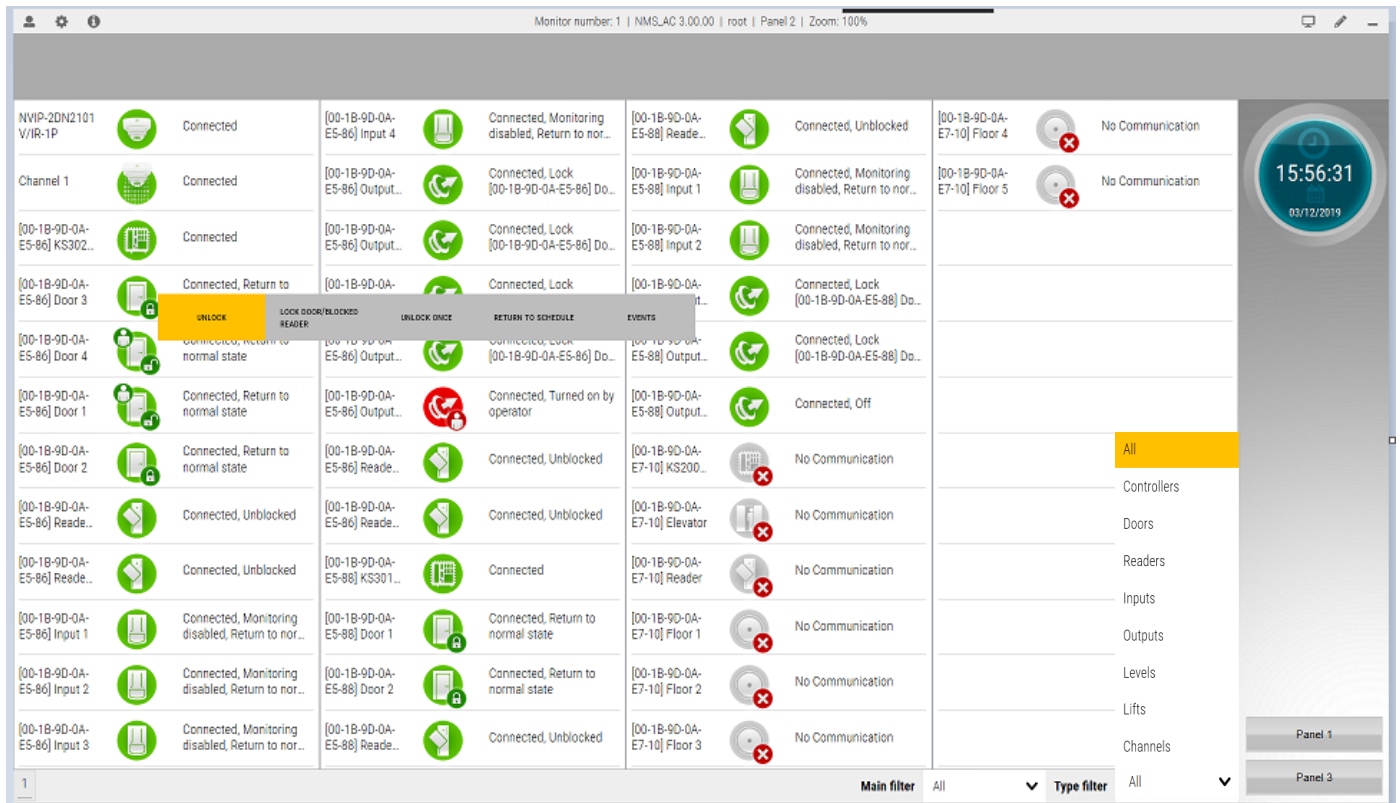 Monitor number: 1 | NMS_AC 3.00.00 | root | Panel 2 | Zoom: 100%
NVIP-2DN2101
V/IR-1P
Connected
Channel 1
Connected
[00-1B-9D-0A-
E5-86] KS302...
Connected
[00-1B-9D-0A-
E5-86] Door 3
Connected, Return to
[00-1B-9D-0A-
E5-86] Door 4
Connected, Return to
normal state
[00-1B-9D-0A-
E5-86] Door 1
Connected, Return to
normal state
[00-1B-9D-0A-
E5-86] Door 2
Connected, Return to
normal state
[00-1B-9D-0A-
E5-86] Reade...
Connected, Unblocked
[00-1B-9D-0A-
E5-86] Reade...
Connected, Unblocked
[00-1B-9D-0A-
E5-86] Input 1
Connected, Monitoring
disabled, Return to nor...
[00-1B-9D-0A-
E5-86] Input 2
Connected, Monitoring
disabled, Return to nor...
[00-1B-9D-0A-
E5-86] Input 3
Connected, Monitoring
disabled, Return to nor...
UNLOCK
LOCK DOOR/BLOCKED
READER
UNLOCK ONCE
RETURN TO SCHEDULE
EVENTS
[00-1B-9D-0A-
E5-86] Input 4
Connected, Monitoring
disabled, Return to nor...
[00-1B-9D-0A-
E5-86] Output...
Connected, Lock
[00-1B-9D-0A-E5-86] Do...
[00-1B-9D-0A-
E5-86] Output...
Connected, Lock
[00-1B-9D-0A-E5-86] Do...
[00-1B-9D-0A-
Connected, Lock
E5-86] Output...
[00-1B-9D-0A-E5-86] Do...
[00-1B-9D-0A-
E5-86] Output...
Connected, Turned on by
operator
[00-1B-9D-0A-
E5-86] Reade...
Connected, Unblocked
[00-1B-9D-0A-
E5-86] Reade...
Connected, Unblocked
[00-1B-9D-0A-
E5-88] KS301...
Connected
[00-1B-9D-0A-
E5-88] Door 1
Connected, Return to
normal state
[00-1B-9D-0A-
E5-88] Door 2
Connected, Return to
normal state
[00-1B-9D-0A-
E5-88] Reade...
Connected, Unblocked
[00-1B-9D-0A-
E5-88] Reade...
Connected, Unblocked
[00-1B-9D-0A-
E5-88] Input 1
Connected, Monitoring
disabled, Return to nor...
[00-1B-9D-0A-
E5-88] Input 2
Connected, Monitoring
disabled, Return to nor...
[00-1B-9D-0A-
Connected, Lock
[00-1B-9D-0A-E5-88] Do...
E5-88] Output...
Connected, Lock
[00-1B-9D-0A-E5-88] Do...
[00-1B-9D-0A-
E5-88] Output...
Connected, Off
[00-1B-9D-0A-
E7-10] KS200...
No Communication
[00-1B-9D-0A-
E7-10] Elevator
No Communication
[00-1B-9D-0A-
E7-10] Reader
No Communication
[00-1B-9D-0A-
E7-10] Floor 1
No Communication
[00-1B-9D-0A-
E7-10] Floor 2
No Communication
[00-1B-9D-0A-
E7-10] Floor 3
No Communication
[00-1B-9D-0A-
E7-10] Floor 4
No Communication
[00-1B-9D-0A-
E7-10] Floor 5
No Communication
15:56:31
03/12/2019
All
Controllers
Doors
Readers
Inputs
Outputs
Levels
Lifts
Channels
Panel 1
Panel 3
1
Main filter
All
Type filter
All